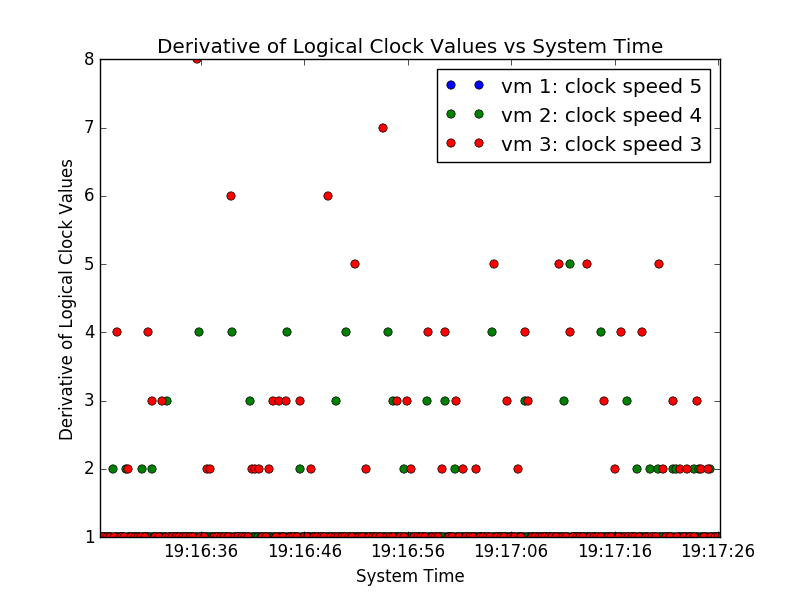 Derivative of Logical Clock Values vs System Time
8
7
6
5
4
3
2
1
Derivative of Logical Clock Values
vm 1: clock speed 5
vm 2: clock speed 4
vm 3: clock speed 3
19:16:36 19:16:46 19:16:56 19:17:06 19:17:16 19:17:26
System Time